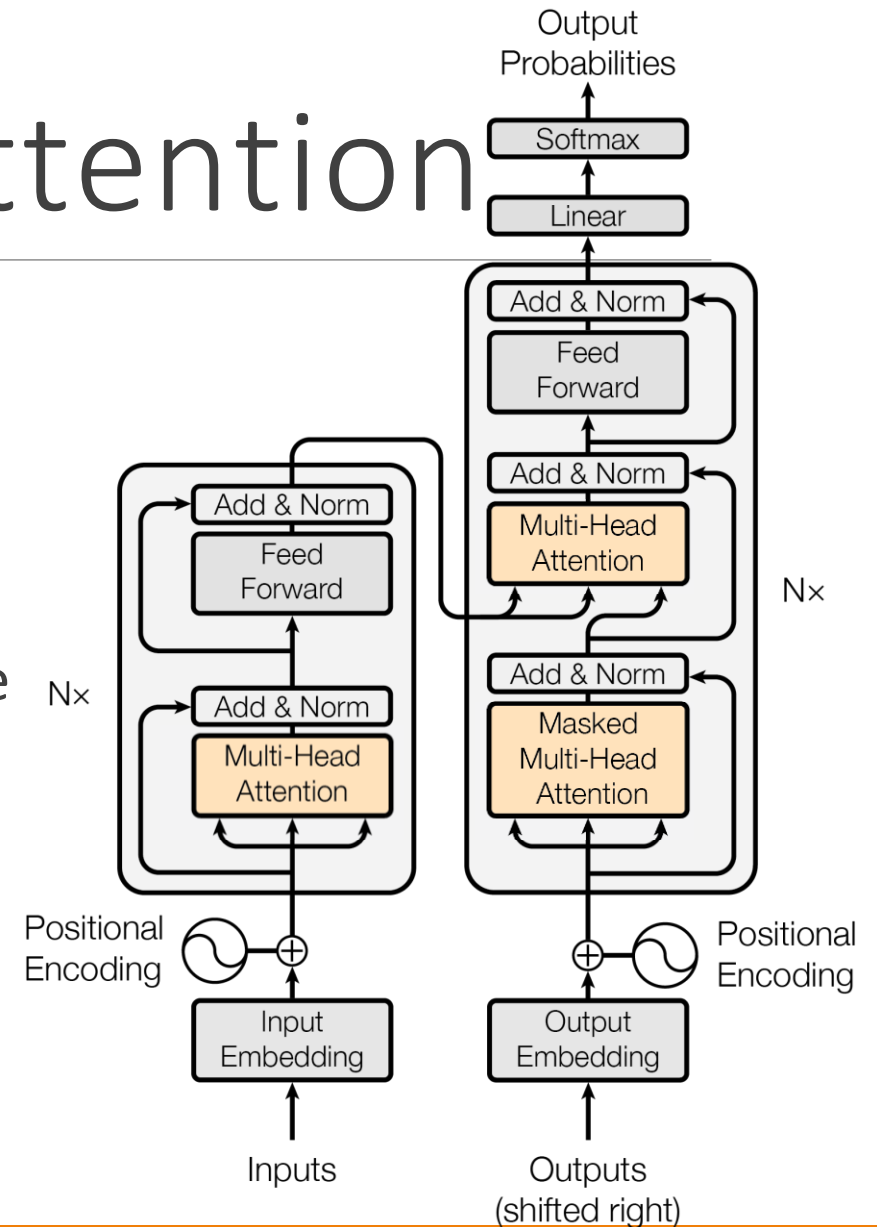 ttention
Output
Probabilities
Softmax
Linear
Add & Norm
Feed
Forward
Add & Norm
Multi-Head
Attention
Nx
Add & Norm
Masked
Multi-Head
Attention
Positional
Encoding
Output
Embedding
Outputs
(shifted right)
Add & Norm
Feed
Forward
e
Nx
Add & Norm
Multi-Head
Attention
Positional
Encoding
Input
Embedding
Inputs